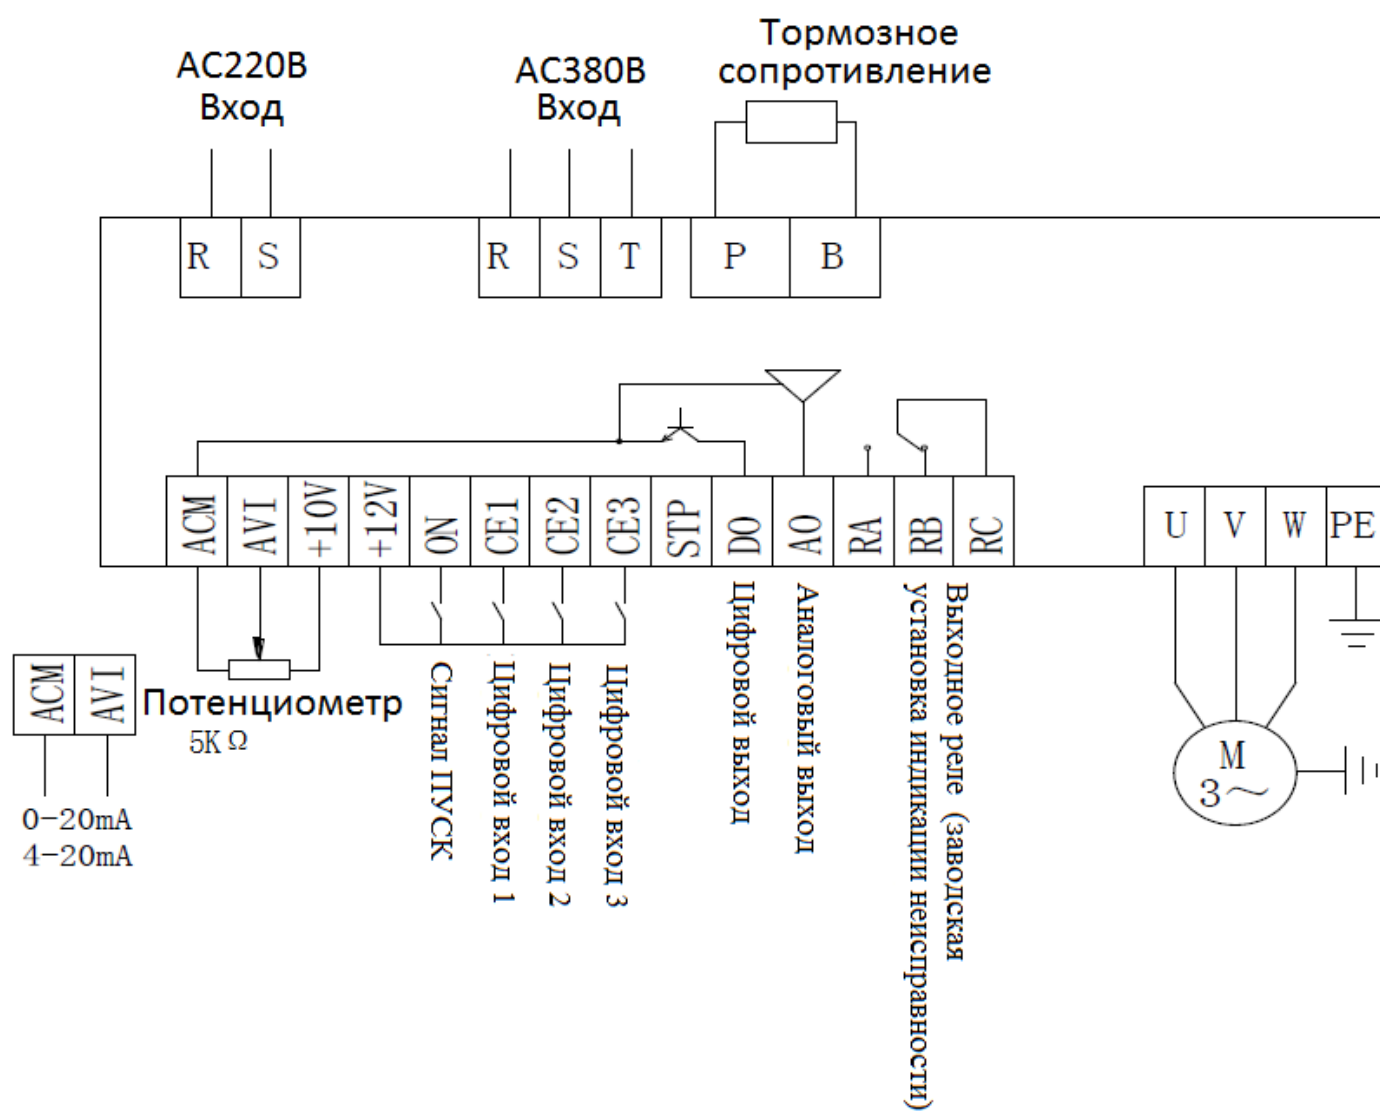 АС220В
Вход
АС380В
Вход
Тормозное
сопротивление
R
S
R
S
T
P
B
ACM
AVI
+10V
+12V
ON
CE1
CE2
CE3
STP
DO
AO
RA
RB
RC
U
V
W
PE
ACM
AVI
0-20mA
4-20mA
Потенциометр
5K Ω
Сигнал ПУСК
Цифровой вход 1
Цифровой вход 2
Цифровой вход 3
Цифровой выход
Аналоговый выход
Выходное реле (заводская
установка индикации неисправности)
M
3~